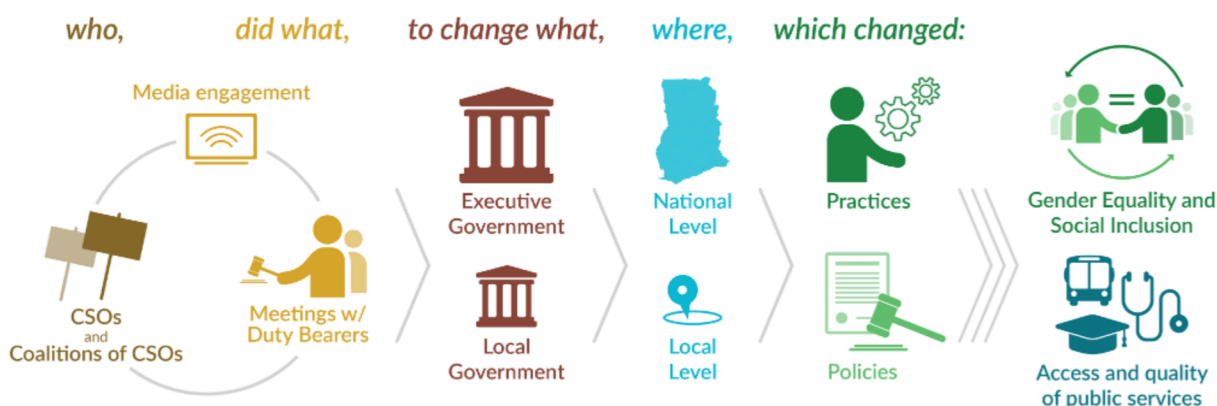 who,
did what,
to change what,
where,
which changed:
Media engagement
CSOs
and
Coalitions of CSOs
Meetings w/
Duty Bearers
Executive
Government
Local
Government
National
Level
Local
Level
Practices
Policies
Gender Equality and
Social Inclusion
Access and quality
of public services